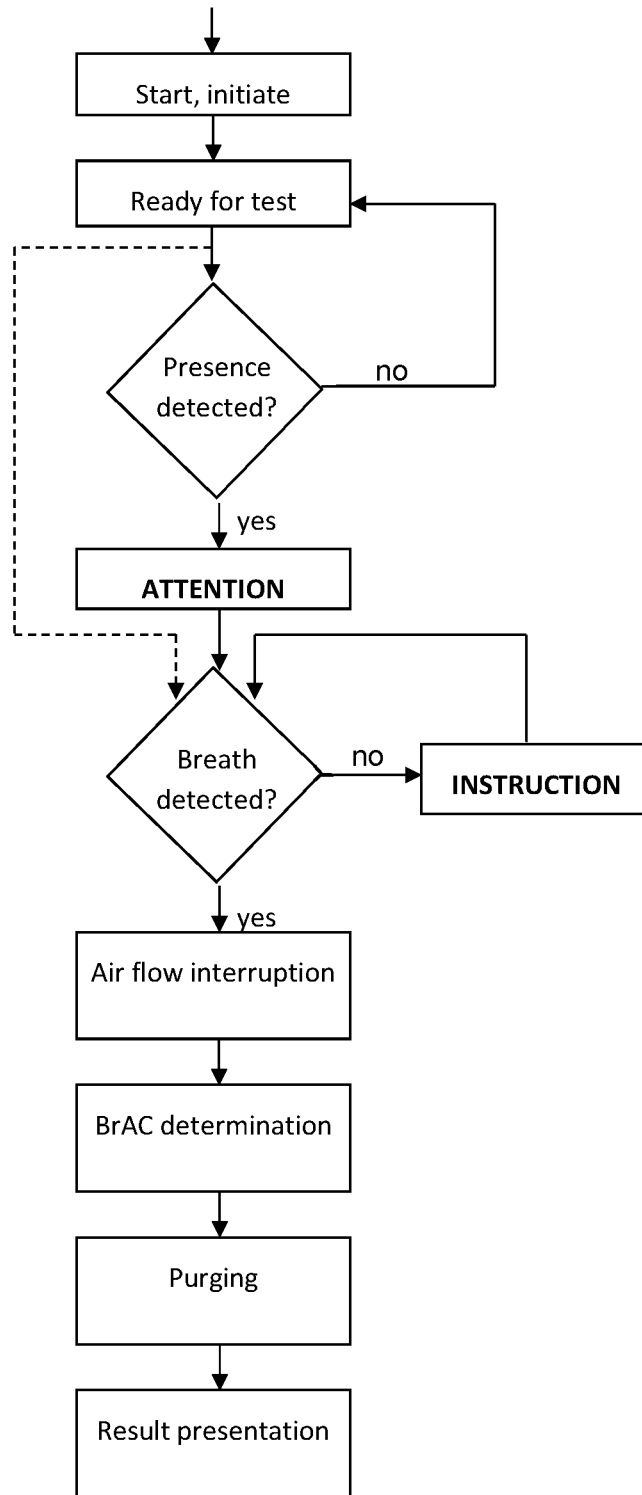 Start, initiate
Ready for test
Presence
detected?
no
yes
ATTENTION
Breath
detected?
no
INSTRUCTION
yes
Air flow interruption
BrAC determination
Purging
Result presentation